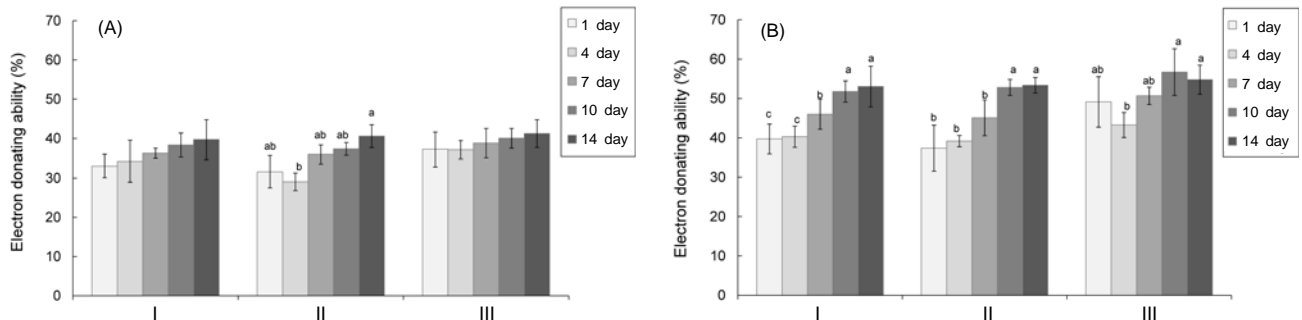 (A)
Electron donating ability (%)
70
60
50
40
30
20
10
0
ab
b
ab
ab
a
I
II
III
1 day
4 day
7 day
10 day
14 day
(B)
Electron donating ability (%)
70
60
50
40
30
20
10
0
c
c
b
a
a
b
b
b
a
a
ab
b
ab
a
a
I
II
III
1 day
4 day
7 day
10 day
14 day